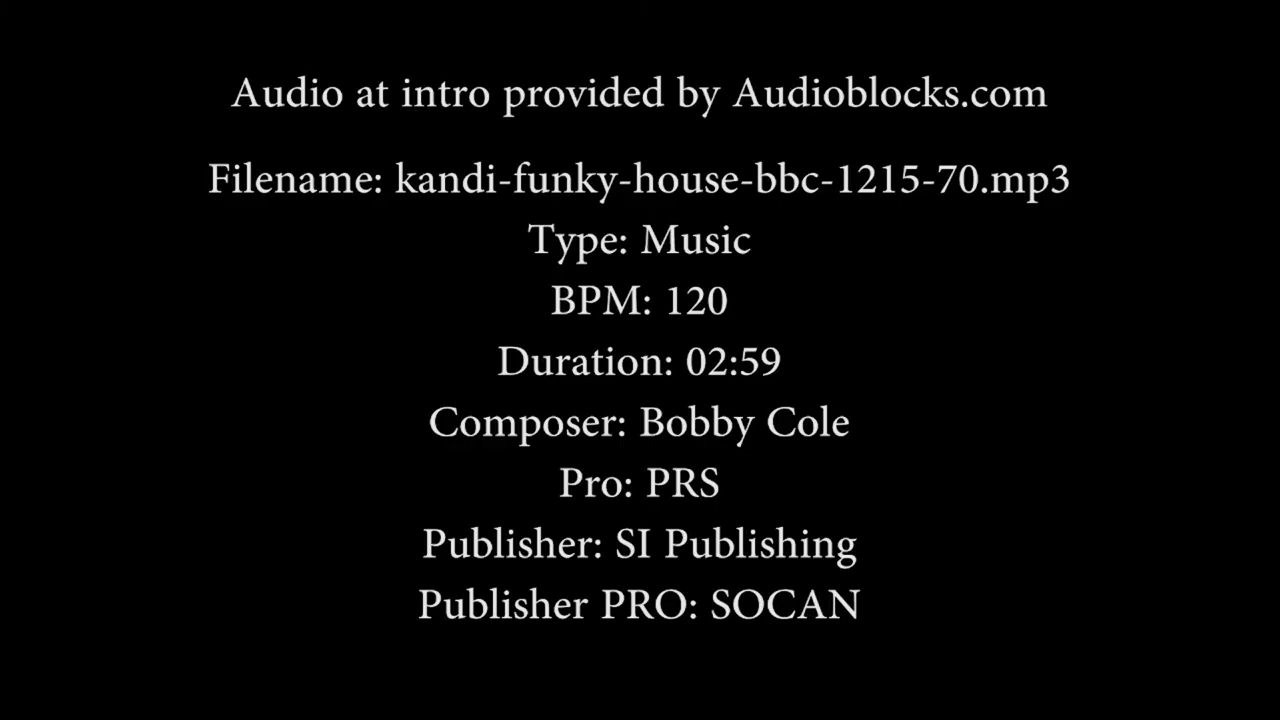 Audio at intro provided by Audioblocks.com
Filename: kandi-funky-house-bbc-1215-70.mp3
Type: Music
BPM: 120
Duration: 02:59
Composer: Bobby Cole
Pro: PRS
Publisher: SI Publishing
Publisher PRO: SOCAN